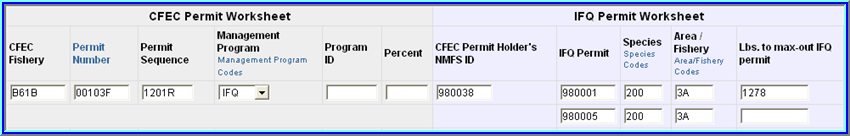 CFEC Permit Worksheet IFQ Permit Worksheet
CFEC Fishery Permit Number Permit Sequence Management Program Management Program Codes Program ID Percent CFEC Permit Holder's NMFS ID IFQ Permit Species Species Codes Area / Fishery Area/Fishery Codes Lbs. to max-out IFQ permit
B61B 00103F 1201R IFQ 980038 980001 200 3A 1278
980005 200 3A